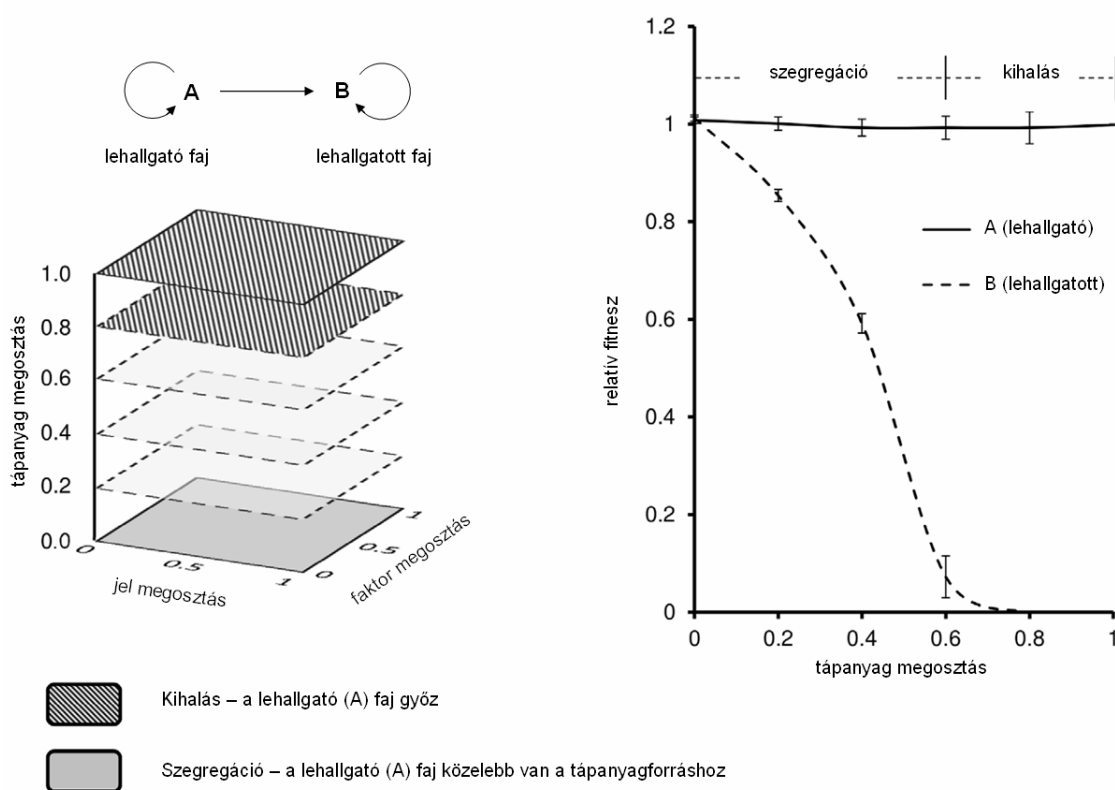 A
B
lehallgató faj
lehallgatott faj
tápanyag megosztás
1.0
0.8
0.6
0.4
0.2
0.0
0
0.5
1
jel megosztás
0
0.5
1
faktor megosztás
1.2
1
0.8
0.6
0.4
0.2
0
relatív fitnesz
szegregáció
kihalás
A (lehallgató)
B (lehallgatott)
0
0.2
0.4
0.6
0.8
1
tápanyag megosztás
Kihalás – a lehallgató (A) faj győz
Szegregáció – a lehallgató (A) faj közelebb van a tápanyagforráshoz